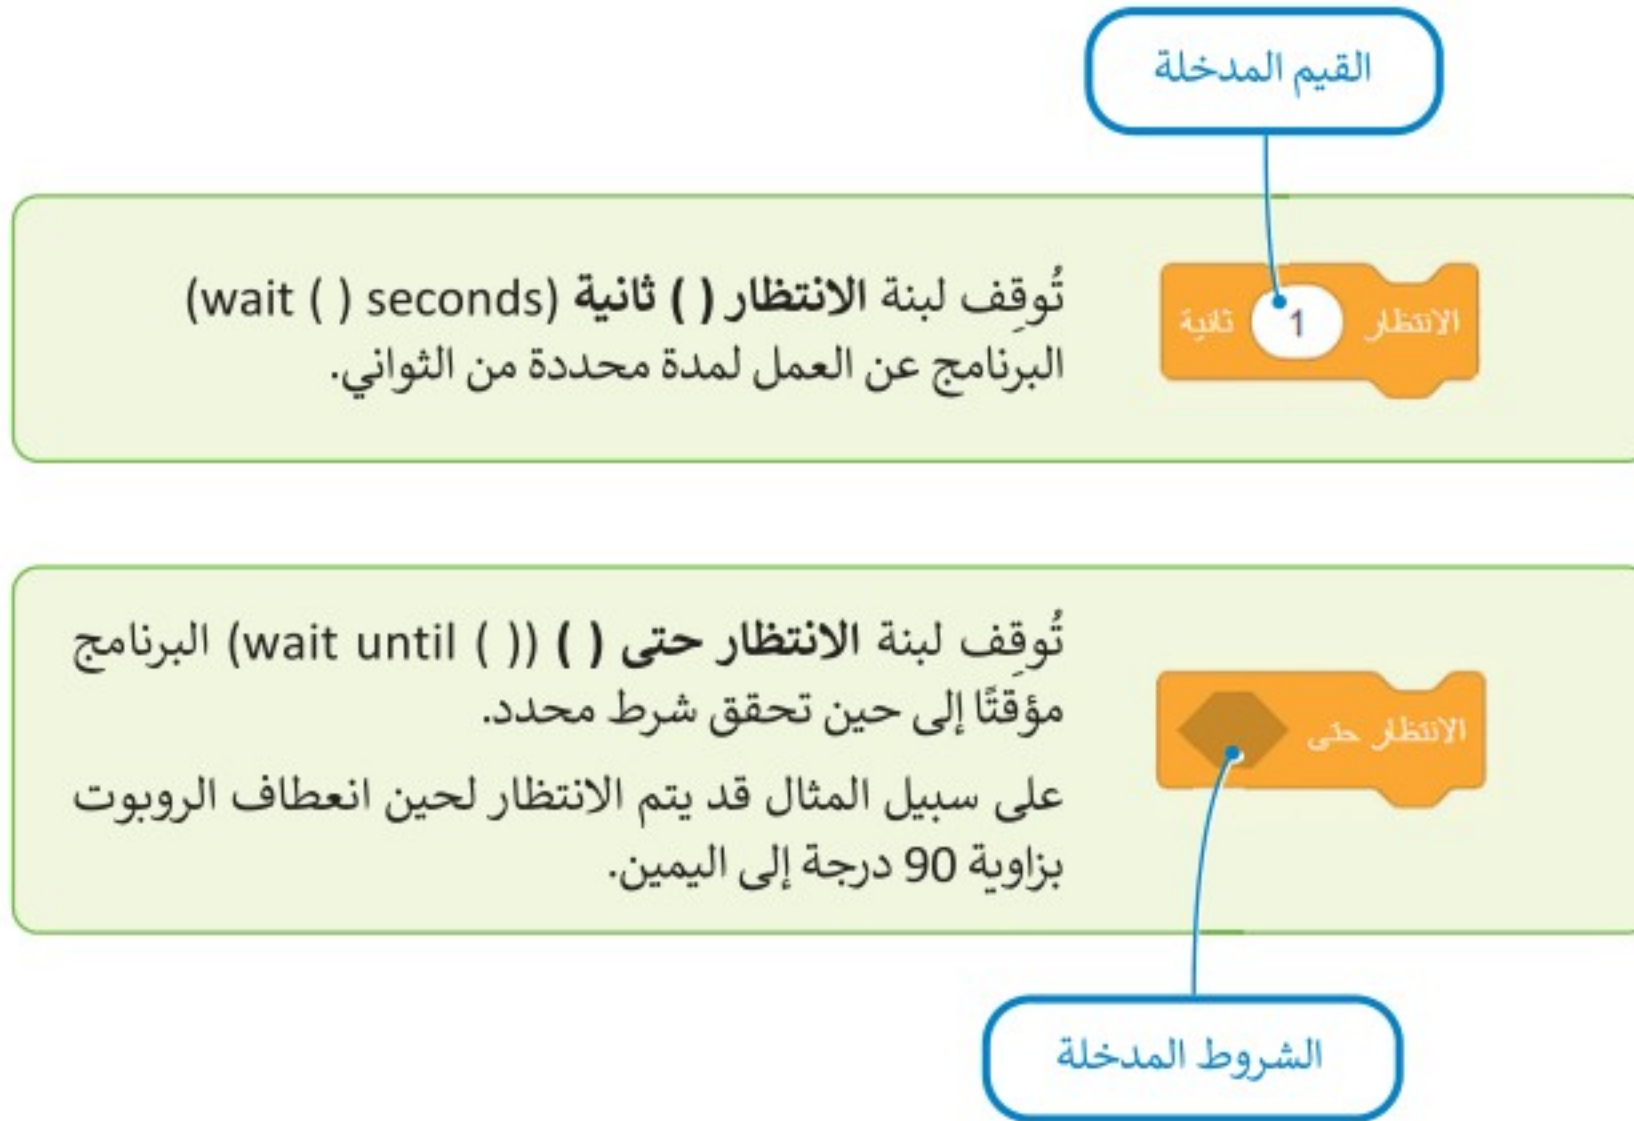 القيم المدخلة
تُوقِف لبنة الانتظار ( ) ثانية (wait ( ) seconds)
البرنامج عن العمل لمدة محددة من الثواني.
الانتظار 1 ثانية
تُوقِف لبنة الانتظار حتى ( ) (wait until ( )) البرنامج
مؤقتًا إلى حين تحقق شرط محدد.
على سبيل المثال قد يتم الانتظار لحين انعطاف الروبوت
بزاوية 90 درجة إلى اليمين.
الانتظار حتى
الشروط المدخلة